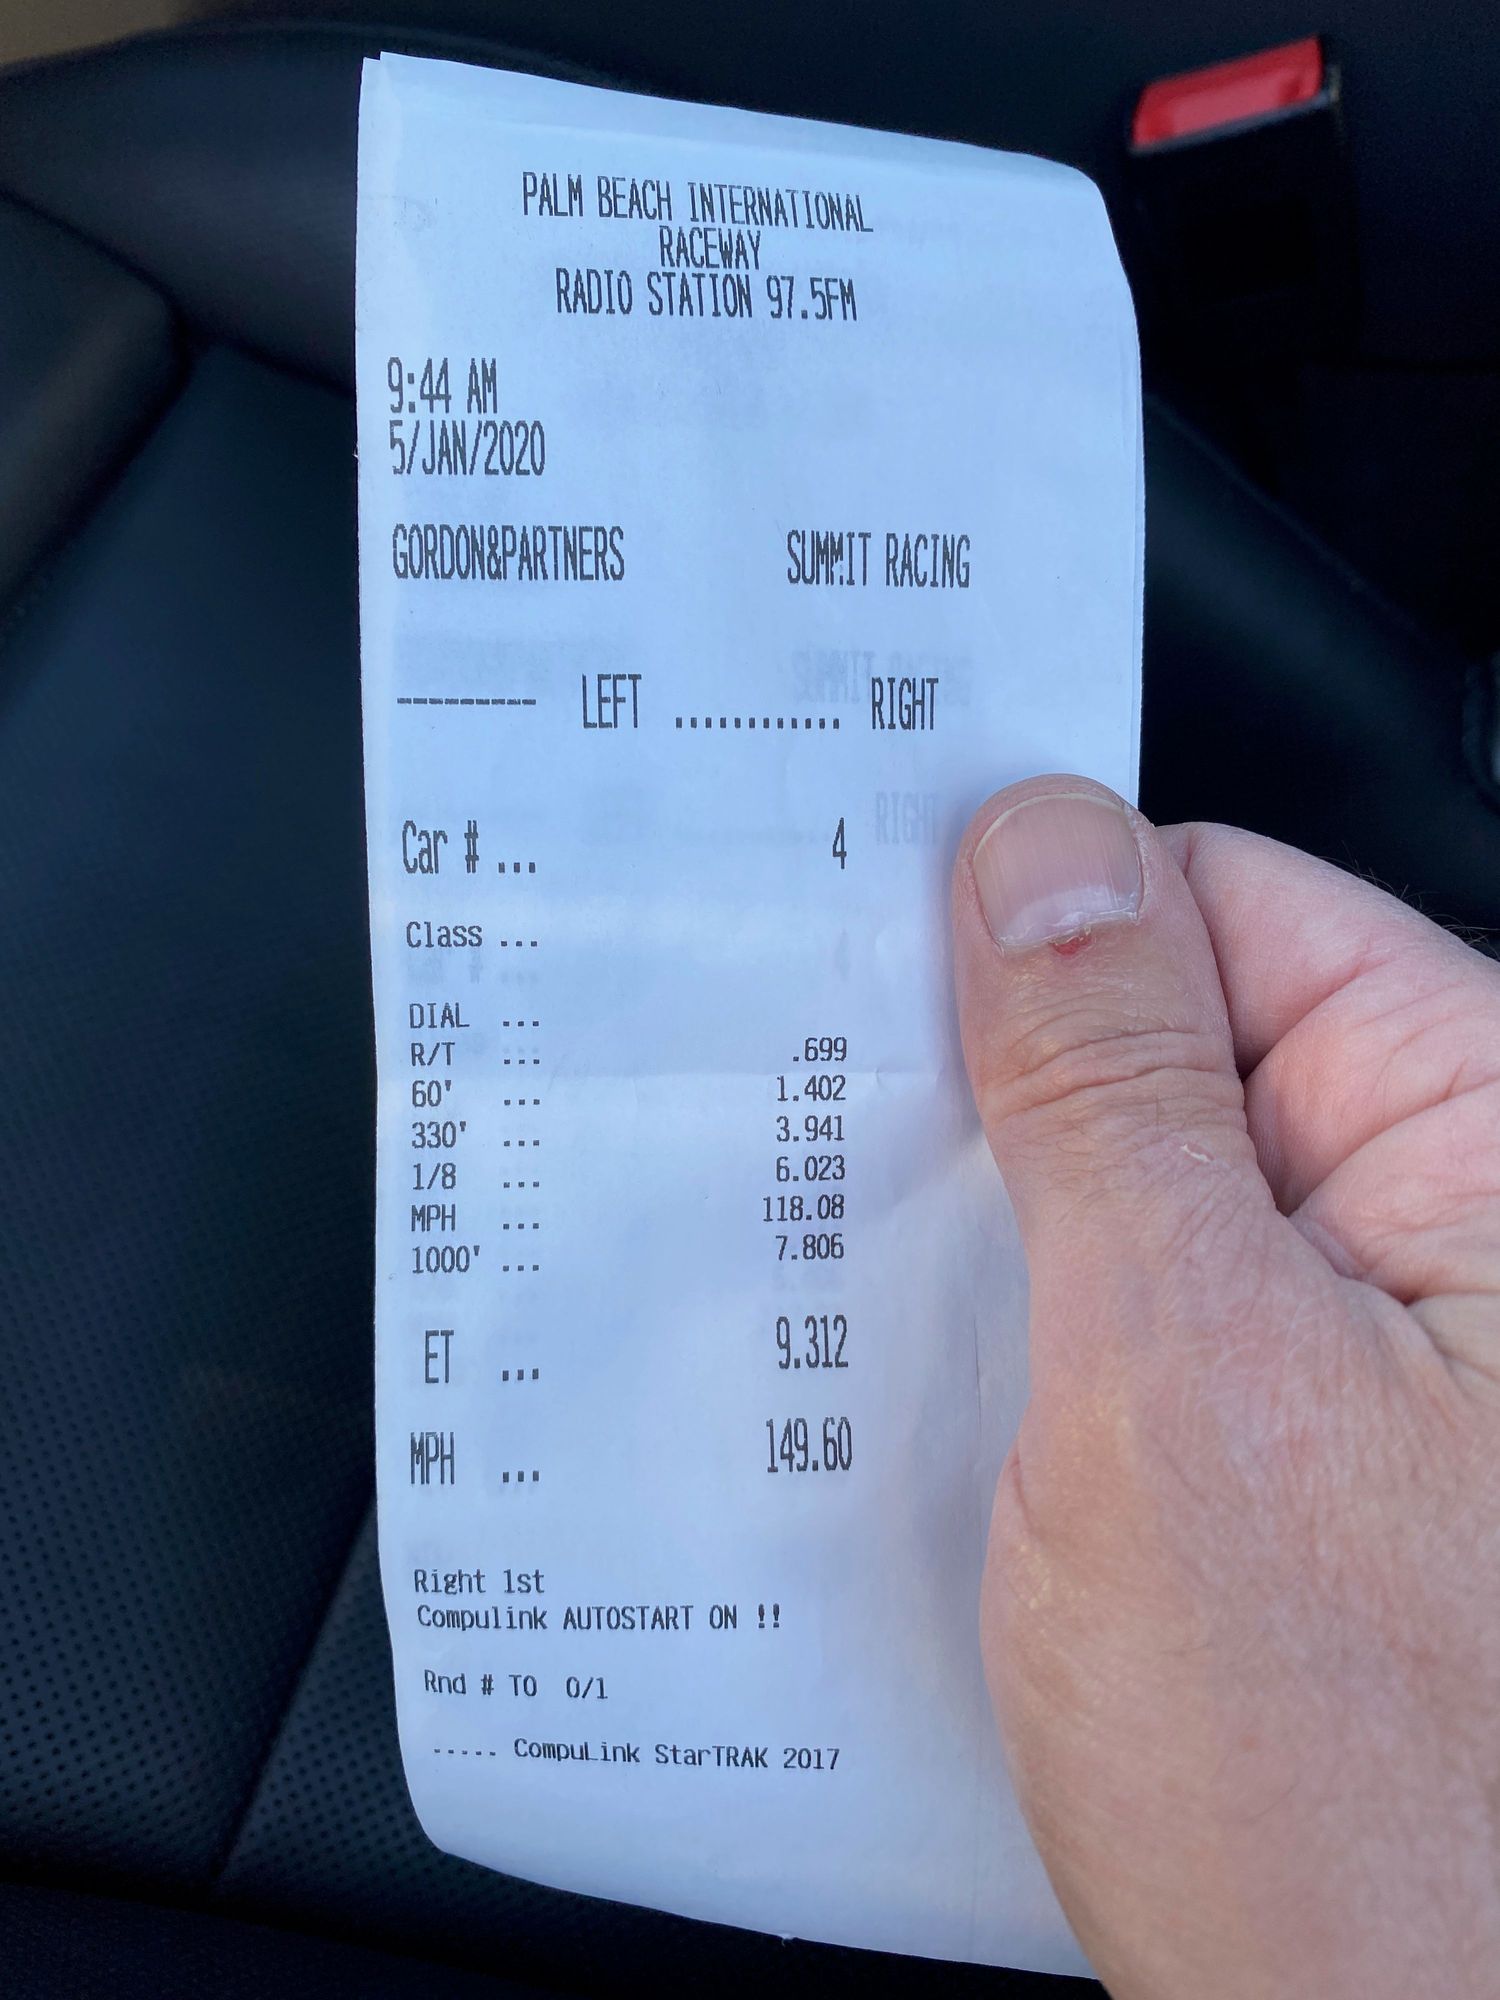 PALM BEACH INTERNATIONAL
RACEWAY
RADIO STATION 97.5FM
9:44 AM
5/JAN/2020
GORDON&PARTNERS SUMMIT RACING
------- LEFT ............ RIGHT
Car # ... 4
Class ...
DIAL ...
R/T ... .699
60' ... 1.402
330' ... 3.941
1/8 ... 6.023
MPH ... 118.08
1000' ... 7.806
ET ... 9.312
MPH ... 149.60
Right 1st
Compulink AUTOSTART ON !!
Rnd # TO 0/1
----- CompuLink StarTRAK 2017